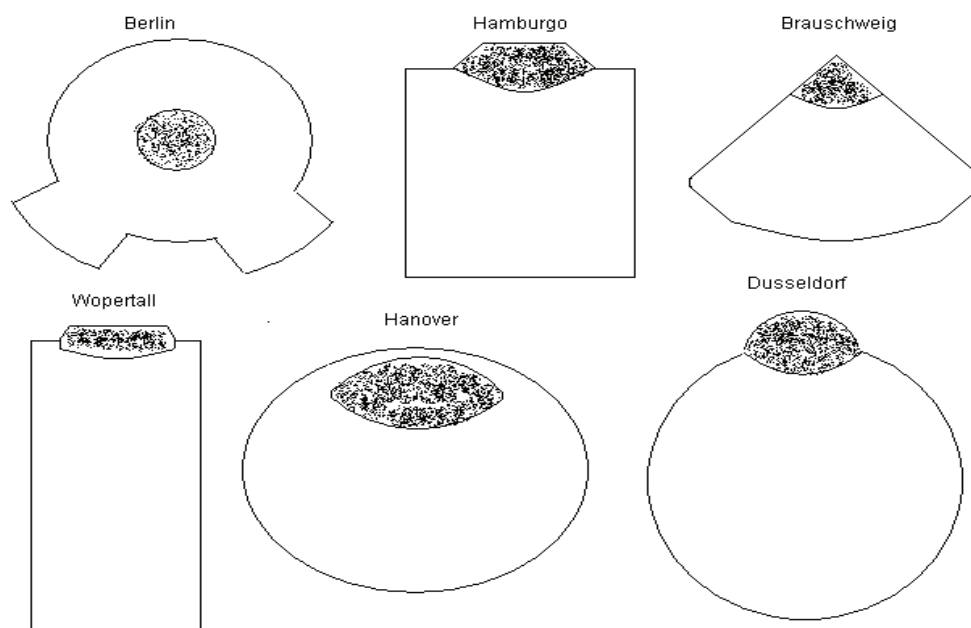 Berlin
Hamburgo
Brauschweig
Wopertall
Hanover
Dusseldorf